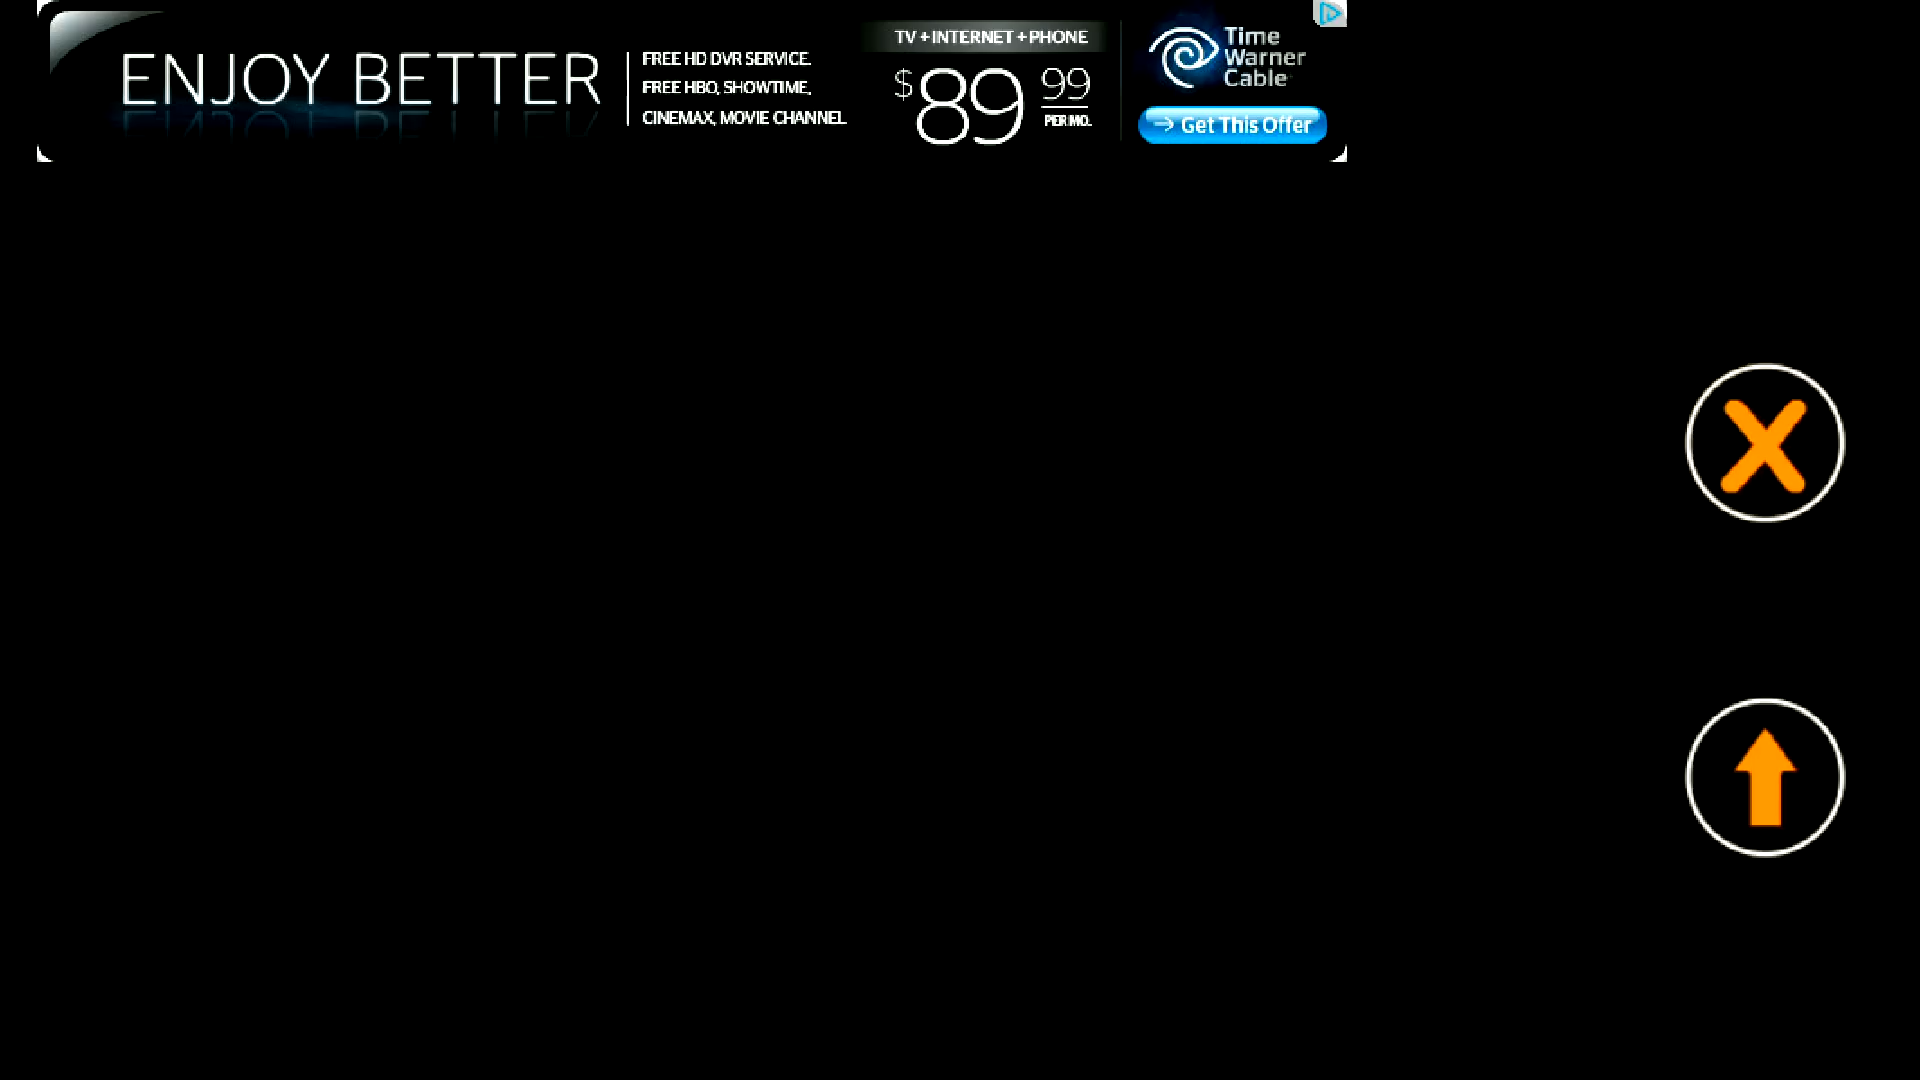 ENJOY BETTER
FREE HD DVR SERVICE.
FREE HBO, SHOWTIME,
CINEMAX, MOVIE CHANNEL
TV + INTERNET + PHONE
$89 99
PER MO.
Time
Warner
Cable
→ Get This Offer